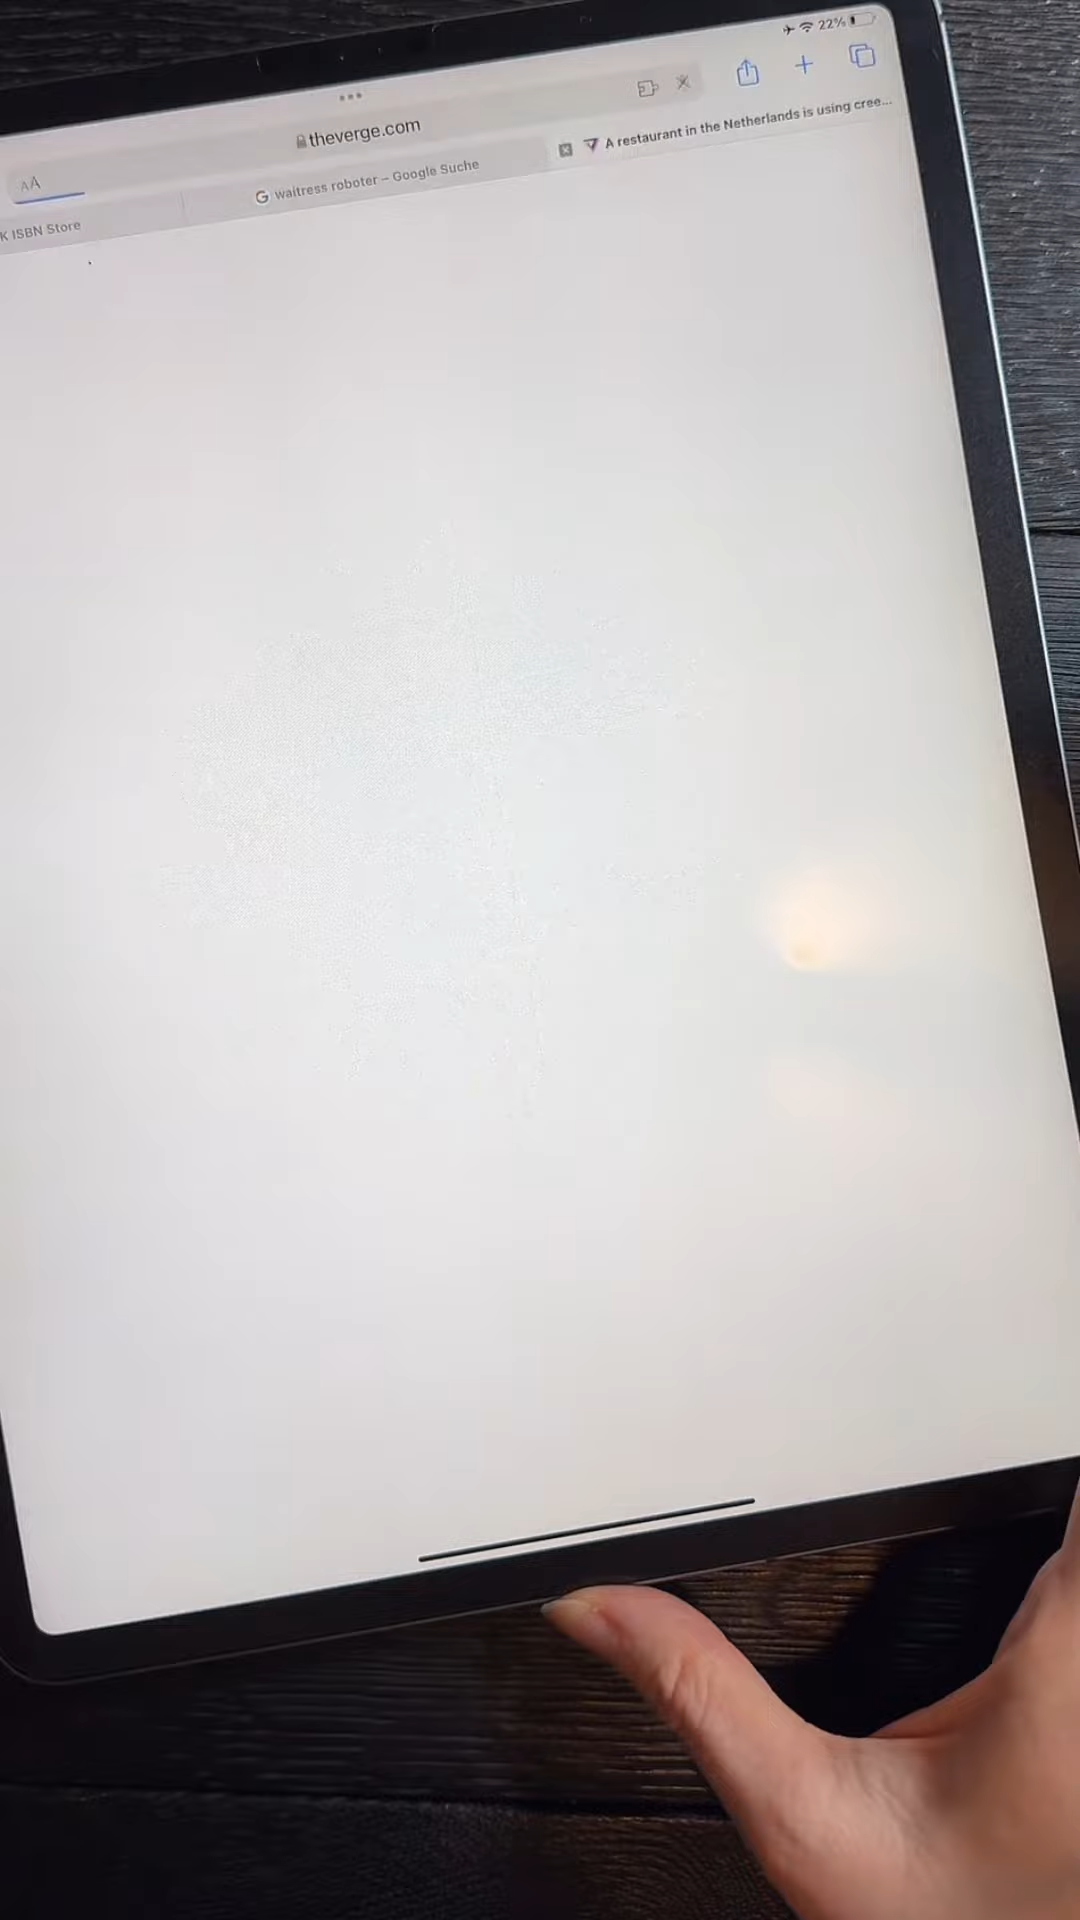 22%
theverge.com
AA
K ISBN Store
waitress roboter – Google Suche
A restaurant in the Netherlands is using cree...